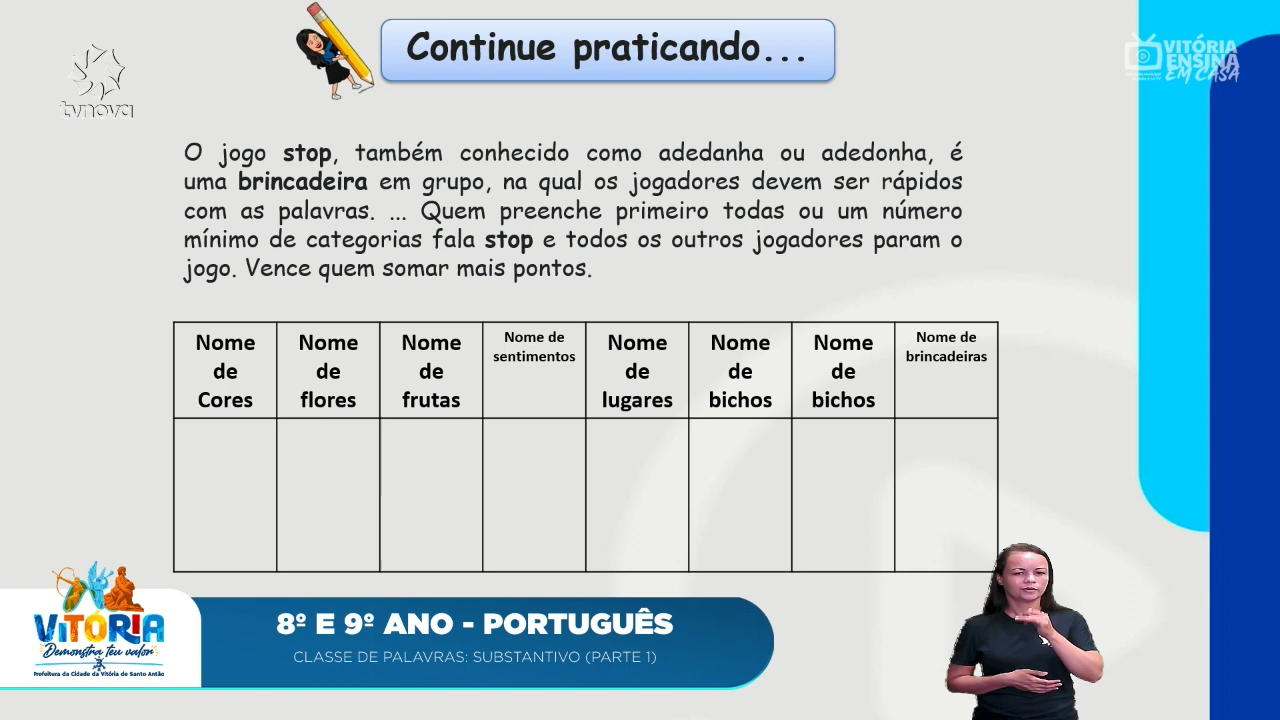 Continue praticando...
tvnova
VITÓRIA
ENSINA
EM CASA
O jogo stop, também conhecido como adedanha ou adedonha, é
uma brincadeira em grupo, na qual os jogadores devem ser rápidos
com as palavras. ... Quem preenche primeiro todas ou um número
mínimo de categorias fala stop e todos os outros jogadores param o
jogo. Vence quem somar mais pontos.
Nome
de
Cores
Nome
de
flores
Nome
de
frutas
Nome de
sentimentos
Nome
de
lugares
Nome
de
bichos
Nome
de
bichos
Nome de
brincadeiras
VITÓRIA
Demonstra teu valor
Prefeitura da Cidade da Vitória de Santo Antão
8º E 9º ANO - PORTUGUÊS
CLASSE DE PALAVRAS: SUBSTANTIVO (PARTE 1)